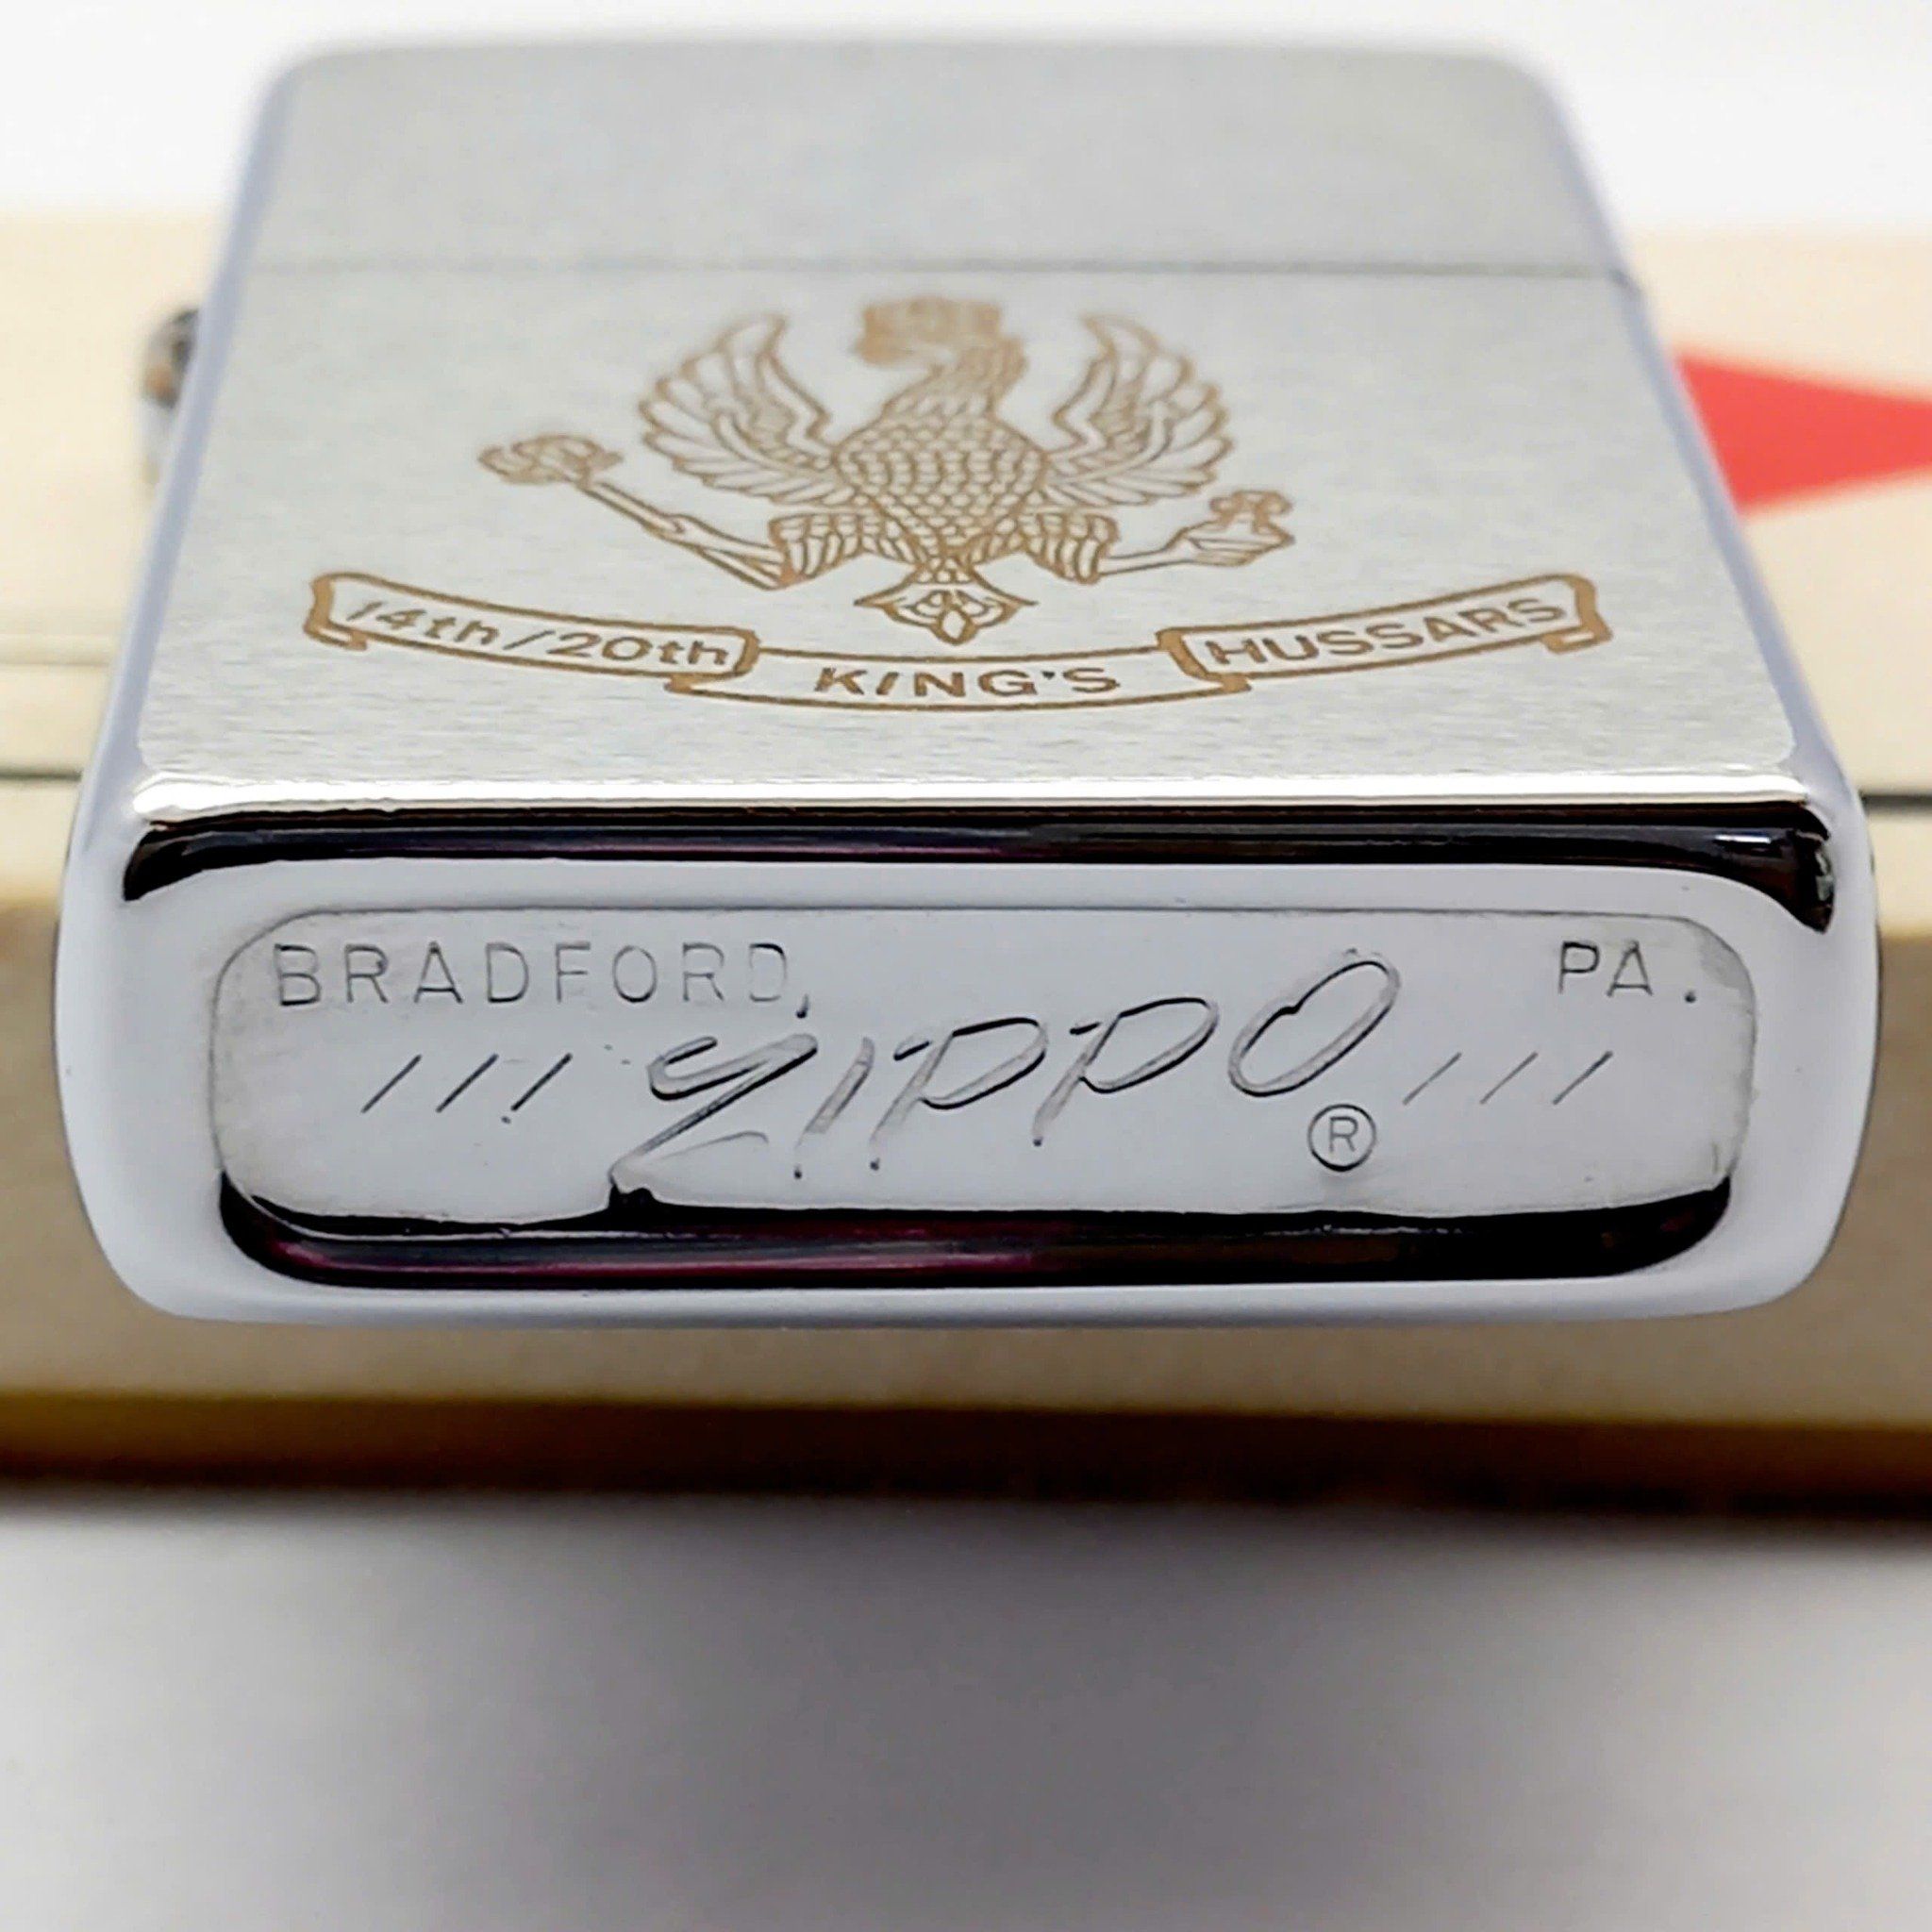 14th/20th KING'S HUSSARS
BRADFORD, PA.
/// ZIPPO ® ///